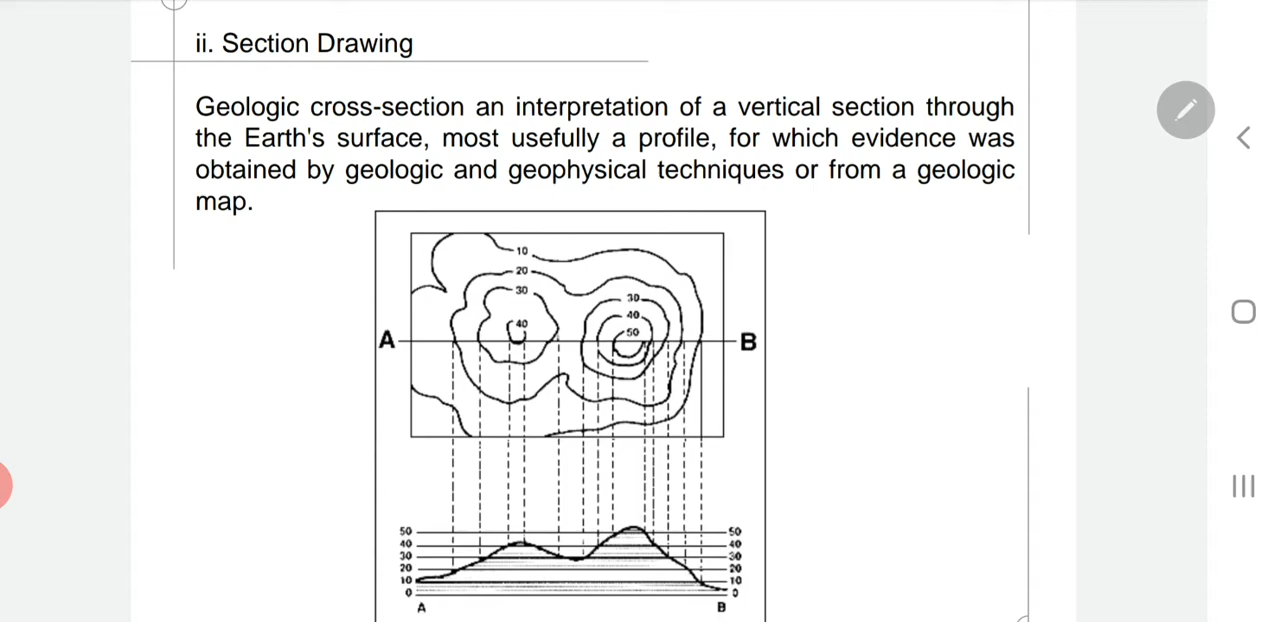 ii. Section Drawing
Geologic cross-section an interpretation of a vertical section through
the Earth's surface, most usefully a profile, for which evidence was
obtained by geologic and geophysical techniques or from a geologic
map.
10
20
30
30
40
40
50
A
B
50 50
40 40
30 30
20 20
10 10
0 0
A B